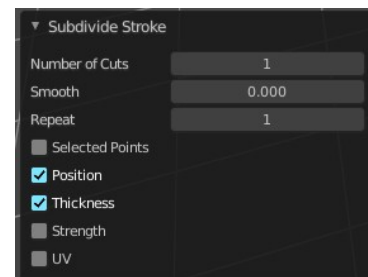 Subdivide Stroke
Number of Cuts 1
Smooth 0.000
Repeat 1
Selected Points
Position
Thickness
Strength
UV